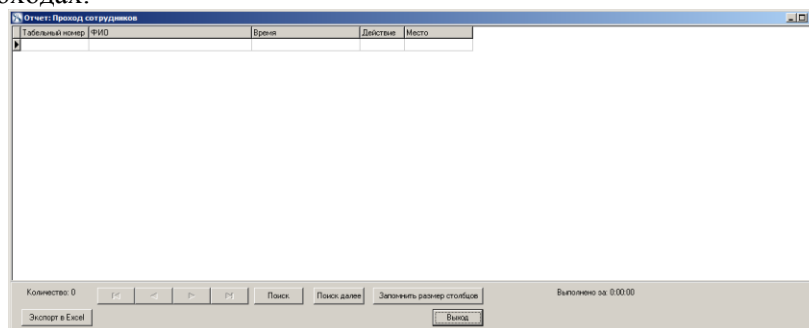 оходах.
Отчет: Проход сотрудников
Табельный номер ФИО Время Действие Место
Количество: 0 Поиск Поиск далее Запомнить размер столбцов Выполнено за: 0:00:00
Экспорт в Excel Выход